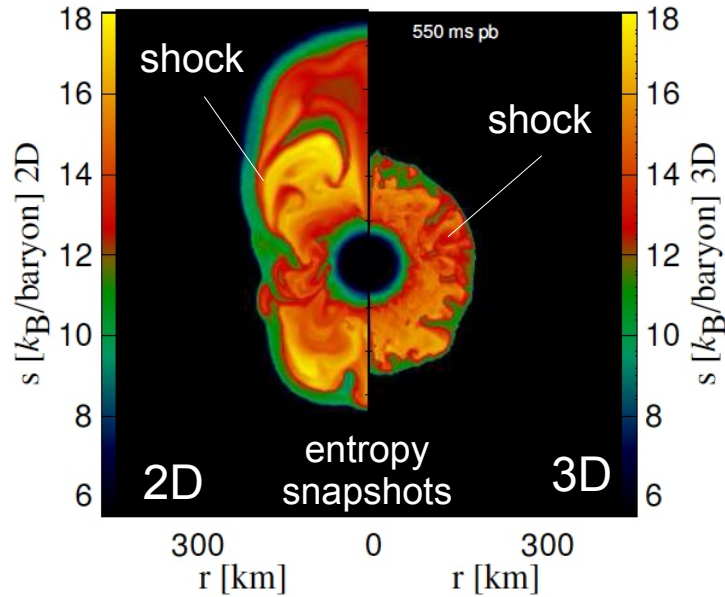 18
16
14
12
10
8
6
s [kB/baryon] 2D
shock
550 ms pb
shock
18
16
14
12
10
8
6
s [kB/baryon] 3D
2D
entropy
snapshots
3D
300
0
300
r [km]
r [km]